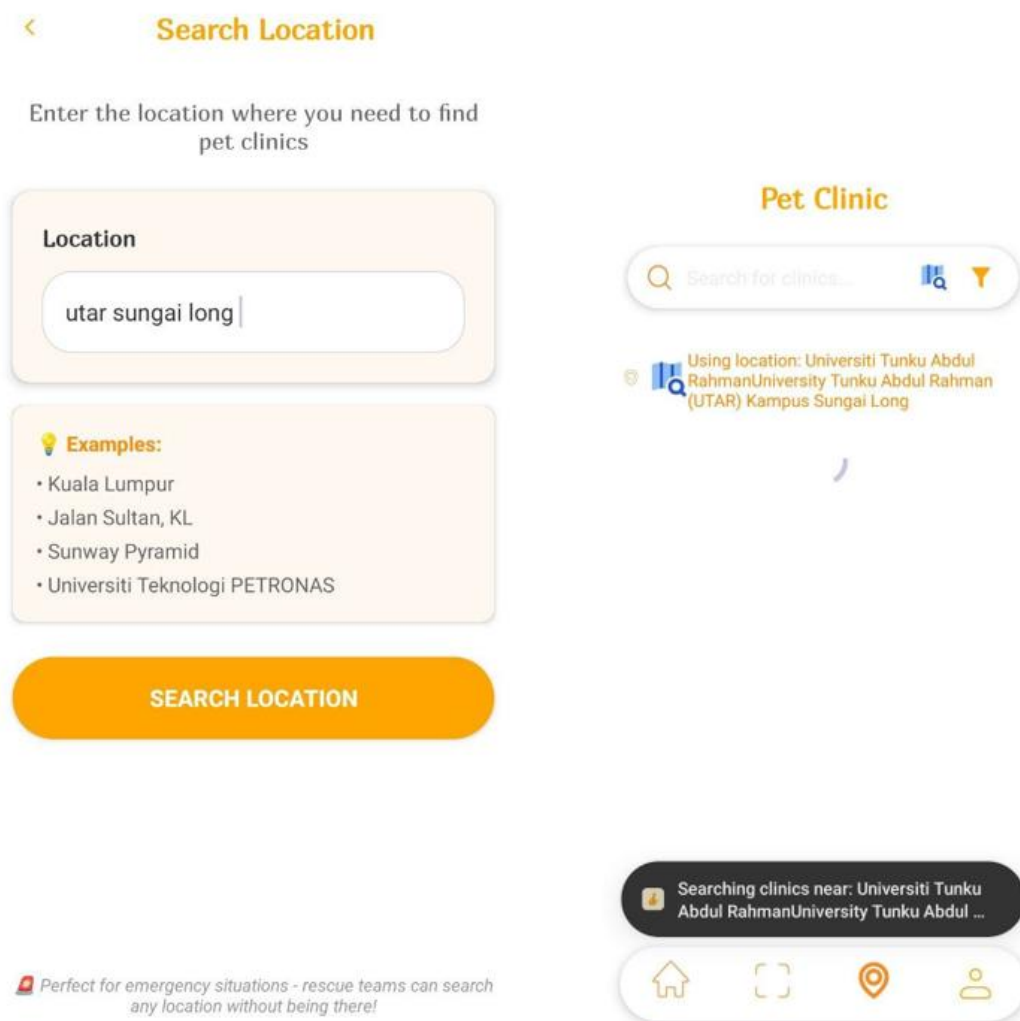 Search Location
Enter the location where you need to find
pet clinics
Location
utar sungai long
💡 Examples:
• Kuala Lumpur
• Jalan Sultan, KL
• Sunway Pyramid
• Universiti Teknologi PETRONAS
SEARCH LOCATION
🚨 Perfect for emergency situations - rescue teams can search
any location without being there!
Pet Clinic
Search for clinics...
Using location: Universiti Tunku Abdul
RahmanUniversity Tunku Abdul Rahman
(UTAR) Kampus Sungai Long
Searching clinics near: Universiti Tunku
Abdul RahmanUniversity Tunku Abdul ...